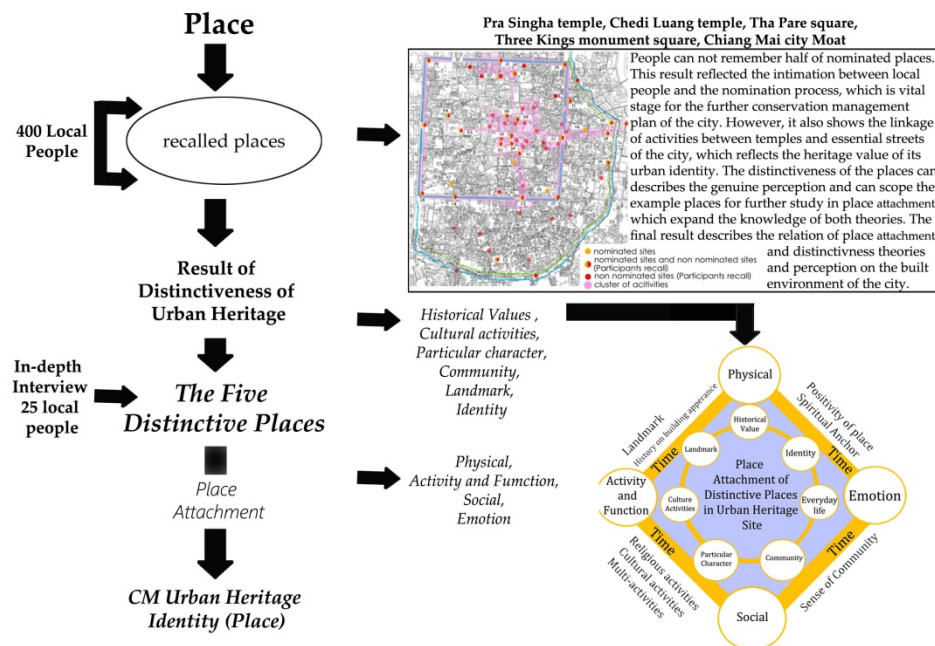 Place
400 Local
People
recalled places
Result of
Distinctiveness of
Urban Heritage
In-depth
Interview
25 local
people
The Five
Distinctive Places
Place
Attachment
CM Urban Heritage
Identity (Place)
Pra Singha temple, Chedi Luang temple, Tha Pare square,
Three Kings monument square, Chiang Mai city Moat
People can not remember half of nominated places.
This result reflected the intimation between local
people and the nomination process, which is vital
stage for the further conservation management
plan of the city. However, it also shows the linkage
of activities between temples and essential streets
of the city, which reflects the heritage value of its
urban identity. The distinctiveness of the places can
describes the genuine perception and can scope the
example places for further study in place attachment
which expand the knowledge of both theories. The
final result describes the relation of place attachment
and distinctivness theories
and perception on the built
environment of the city.
nominated sites
nominated sites and non nominated sites
(Participants recall)
non nominated sites (Participants recall)
cluster of acitivities
Historical Values ,
Cultural activities,
Particular character,
Community,
Landmark,
Identity
Physical,
Activity and Fumction,
Social,
Emotion
Physical
Landmark
History on building apperance
Positivity of place
Spiritual Anchor
Time
Time
Historical
Value
Landmark
Identity
Activity
and
Function
Place
Attachment of
Distinctive Places
in Urban Heritage
Site
Emotion
Culture
Activities
Everyday
life
Particular
Character
Community
Time
Time
Religious activities
Cultural activities
Multi-activities
Sense of Community
Social